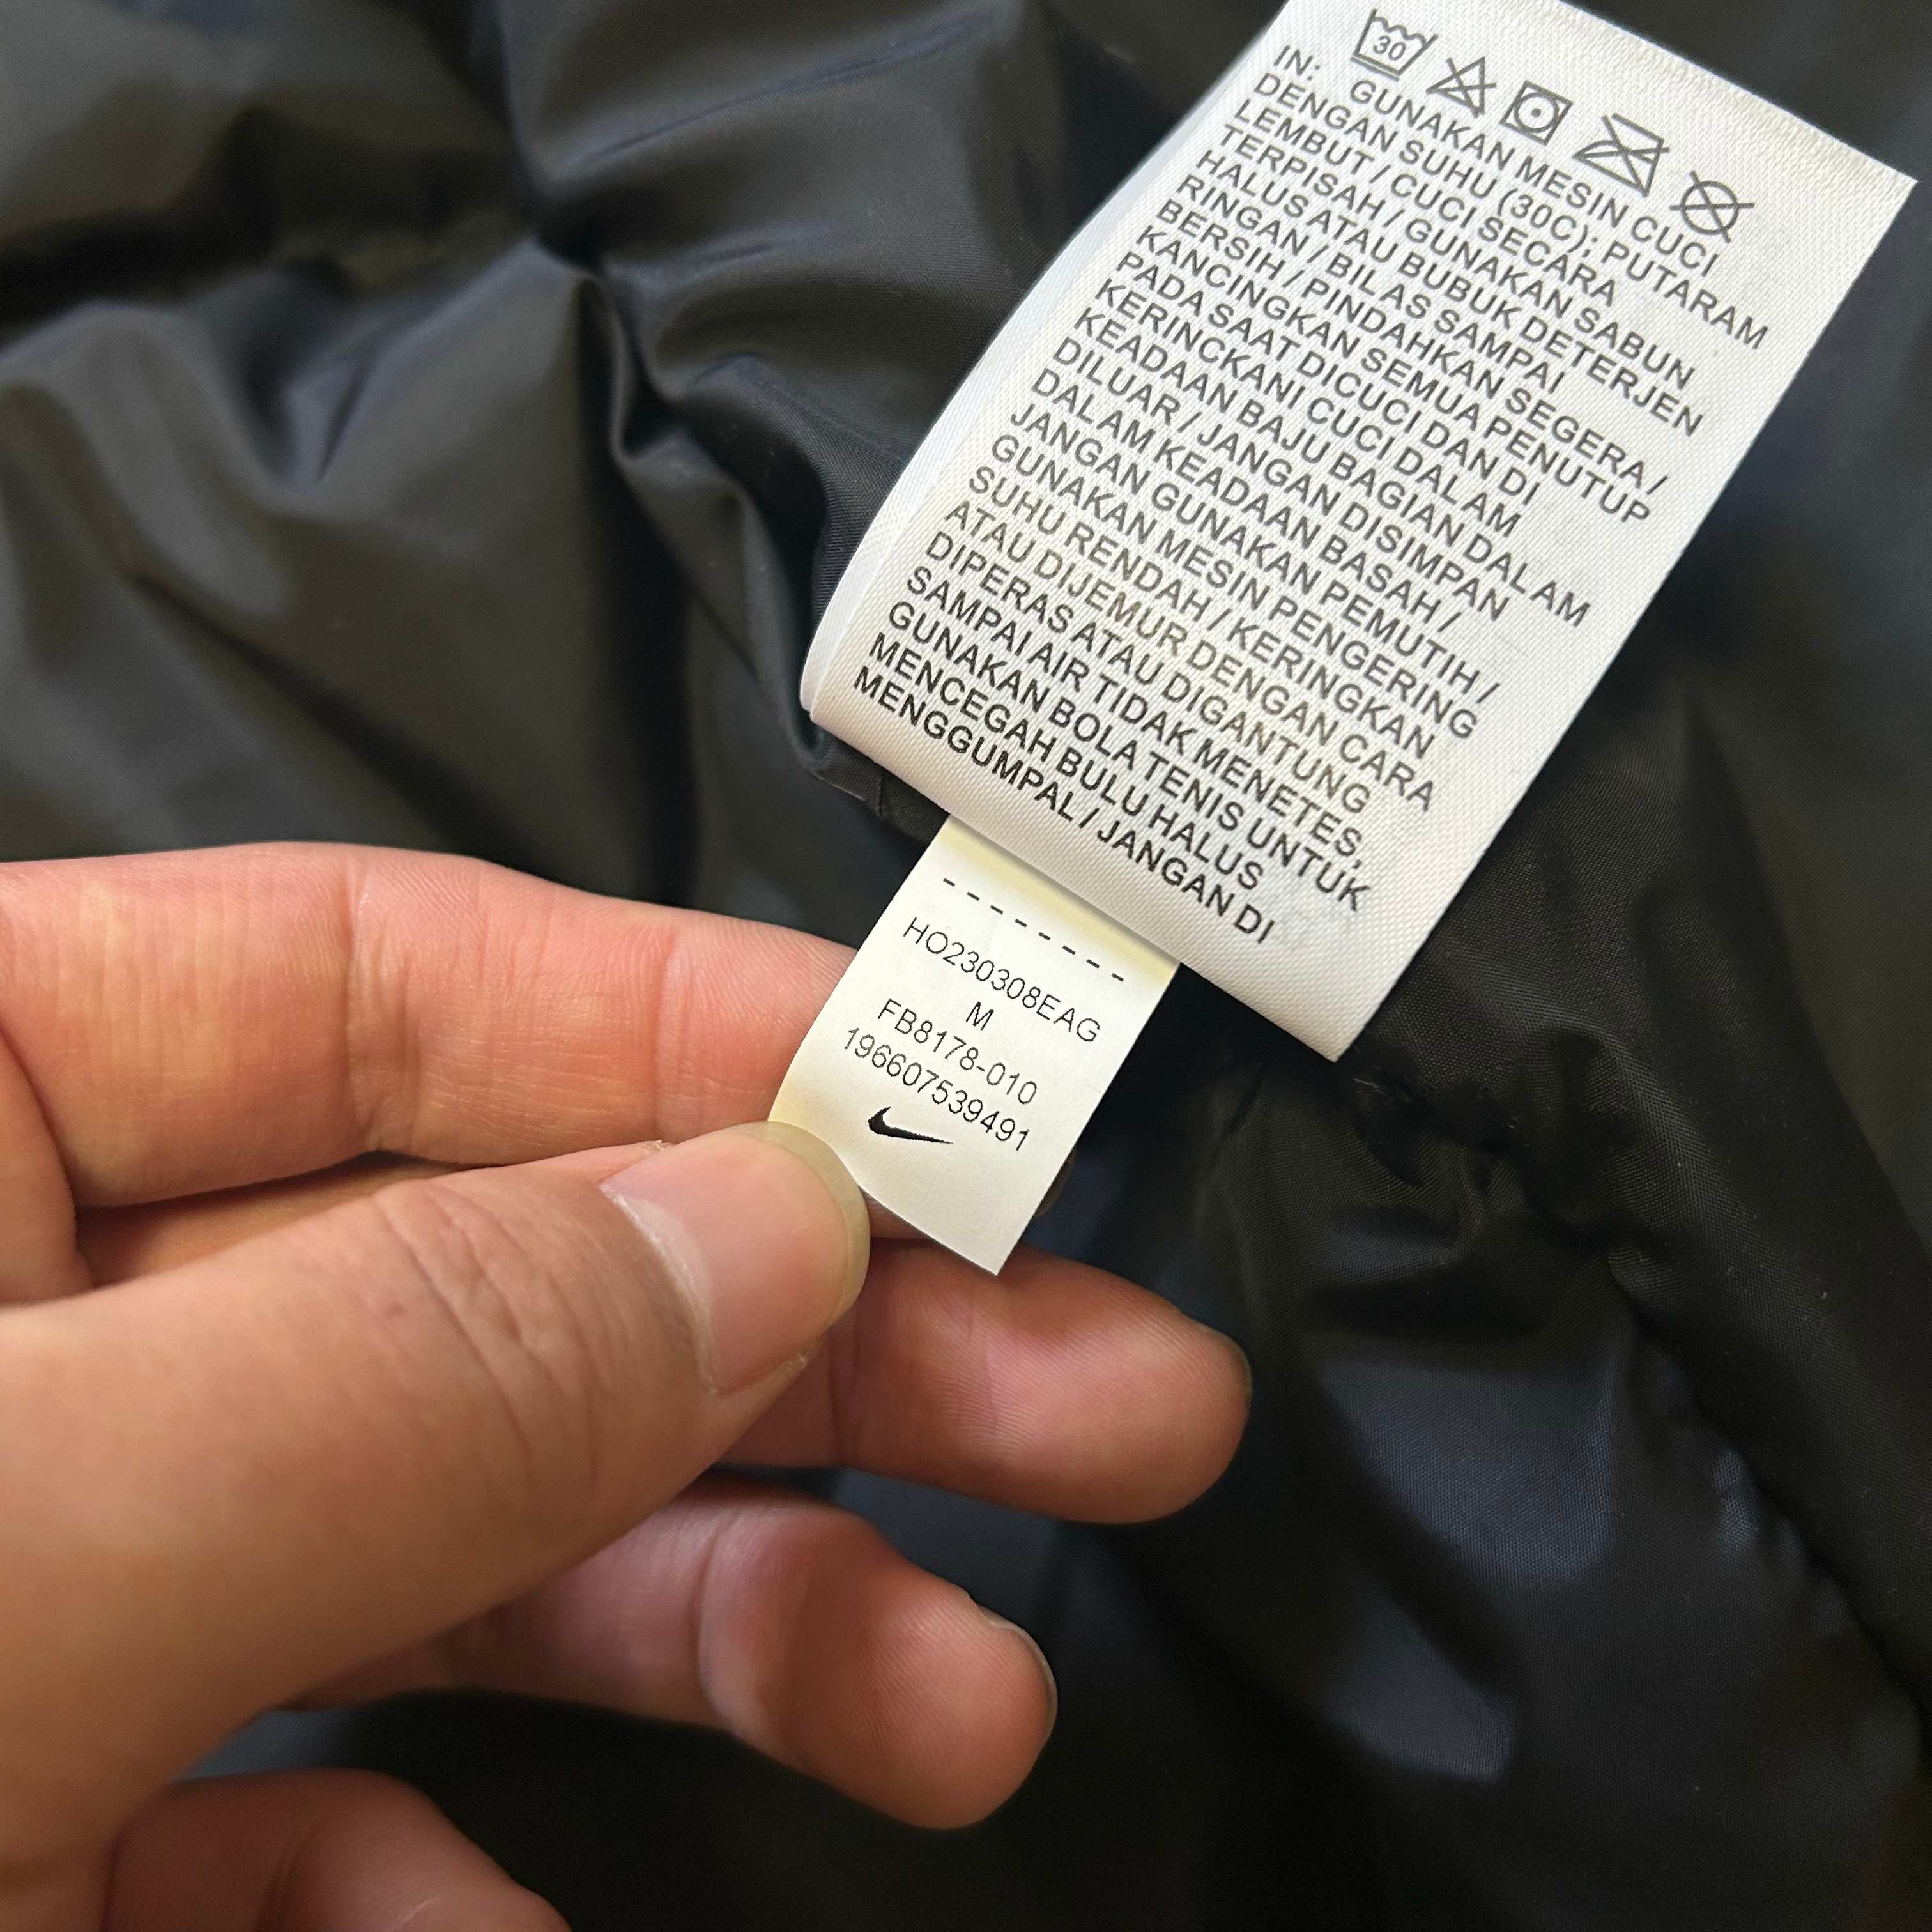 30
IN: GUNAKAN MESIN CUCI
DENGAN SUHU (30C); PUTARAM
LEMBUT / CUCI SECARA
TERPISAH / GUNAKAN SABUN
HALUS ATAU BUBUK DETERJEN
RINGAN / BILAS SAMPAI
BERSIH / PINDAHKAN SEGERA /
KANCINGKAN SEMUA PENUTUP
PADA SAAT DICUCI DAN DI
KERINCKANI CUCI DALAM
KEADAAN BAJU BAGIAN DALAM
DILUAR / JANGAN DISIMPAN
DALAM KEADAAN BASAH /
JANGAN GUNAKAN PEMUTIH /
GUNAKAN MESIN PENGERING
SUHU RENDAH / KERINGKAN
ATAU DIJEMUR DENGAN CARA
DIPERAS ATAU DIGANTUNG
SAMPAI AIR TIDAK MENETES,
GUNAKAN BOLA TENIS UNTUK
MENCEGAH BULU HALUS
MENGGUMPAL / JANGAN DI
-------
HO230308EAG
M
FB8178-010
196607539491